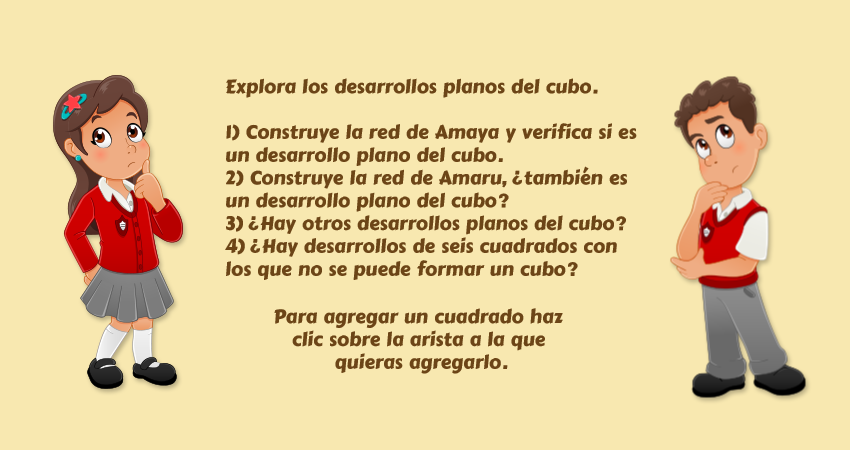 Explora los desarrollos planos del cubo.
1) Construye la red de Amaya y verifica si es
un desarrollo plano del cubo.
2) Construye la red de Amaru, ¿también es
un desarrollo plano del cubo?
3) ¿Hay otros desarrollos planos del cubo?
4) ¿Hay desarrollos de seis cuadrados con
los que no se puede formar un cubo?
Para agregar un cuadrado haz
clic sobre la arista a la que
quieras agregarlo.